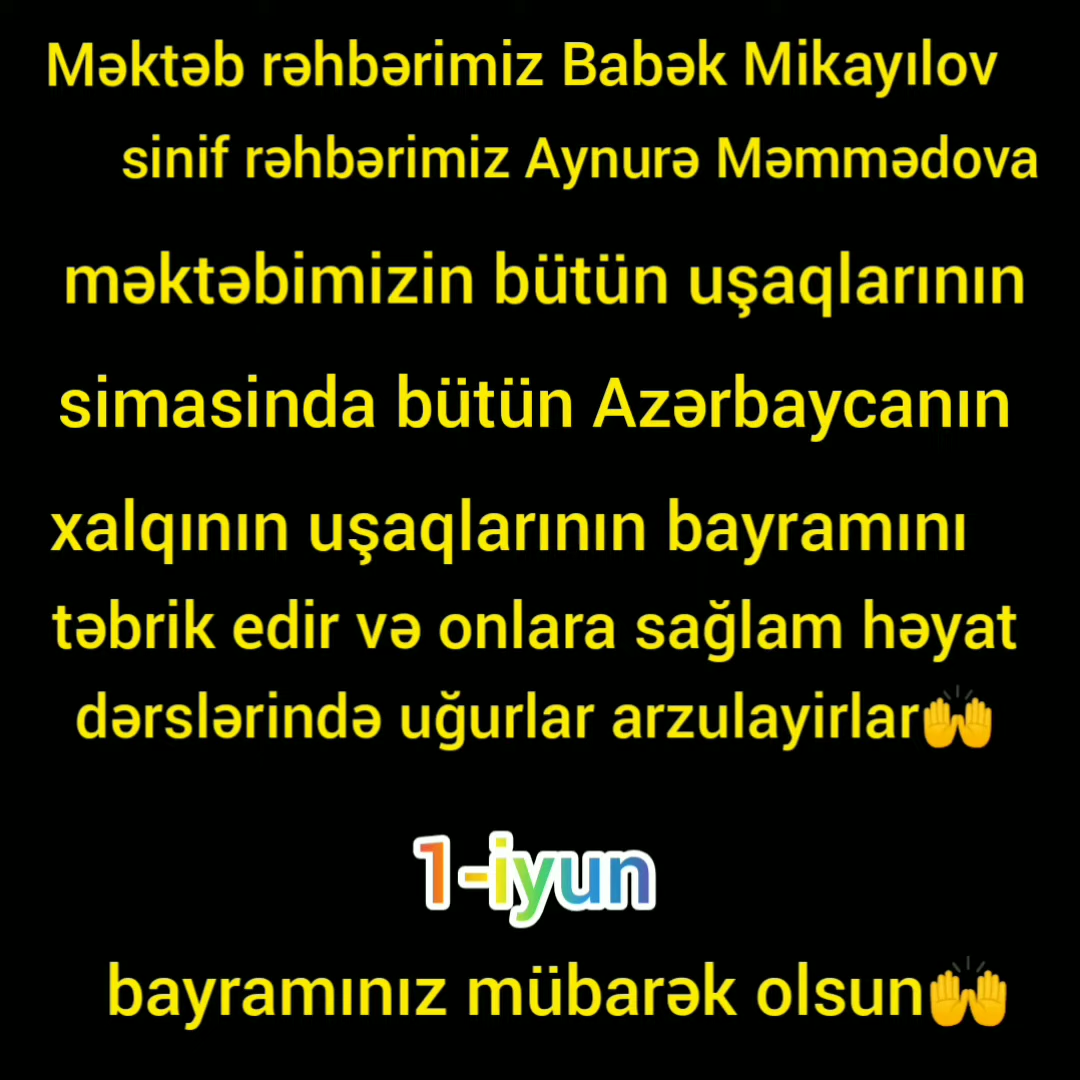 Məktəb rəhbərimiz Babək Mikayılov
sinif rəhbərimiz Aynurə Məmmədova
məktəbimizin bütün uşaqlarının
simasinda bütün Azərbaycanın
xalqının uşaqlarının bayramını
təbrik edir və onlara sağlam həyat
dərslərində uğurlar arzulayirlar🙌
1-iyun
bayramınız mübarək olsun🙌